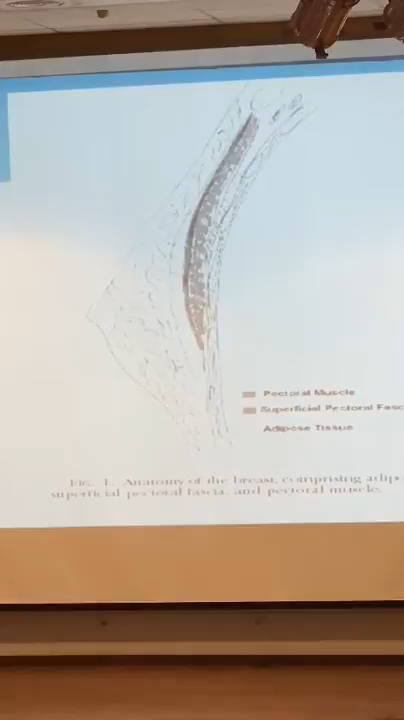 Pectoral Muscle
Superficial Pectoral Fasc
Adipose Tissue
FIG. 1. Anatomy of the breast, comprising adipo
superficial pectoral fascia, and pectoral muscle.